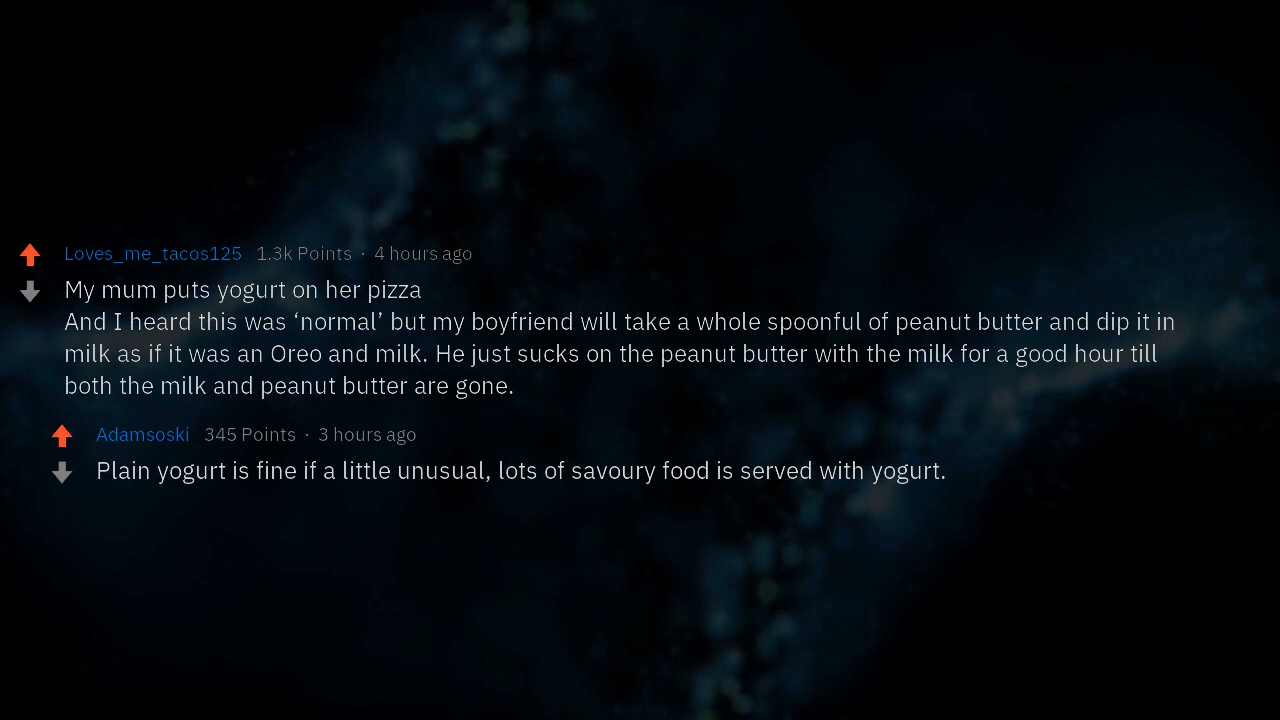 Loves_me_tacos125 1.3k Points · 4 hours ago
My mum puts yogurt on her pizza
And I heard this was ‘normal’ but my boyfriend will take a whole spoonful of peanut butter and dip it in
milk as if it was an Oreo and milk. He just sucks on the peanut butter with the milk for a good hour till
both the milk and peanut butter are gone.
Adamsoski 345 Points · 3 hours ago
Plain yogurt is fine if a little unusual, lots of savoury food is served with yogurt.